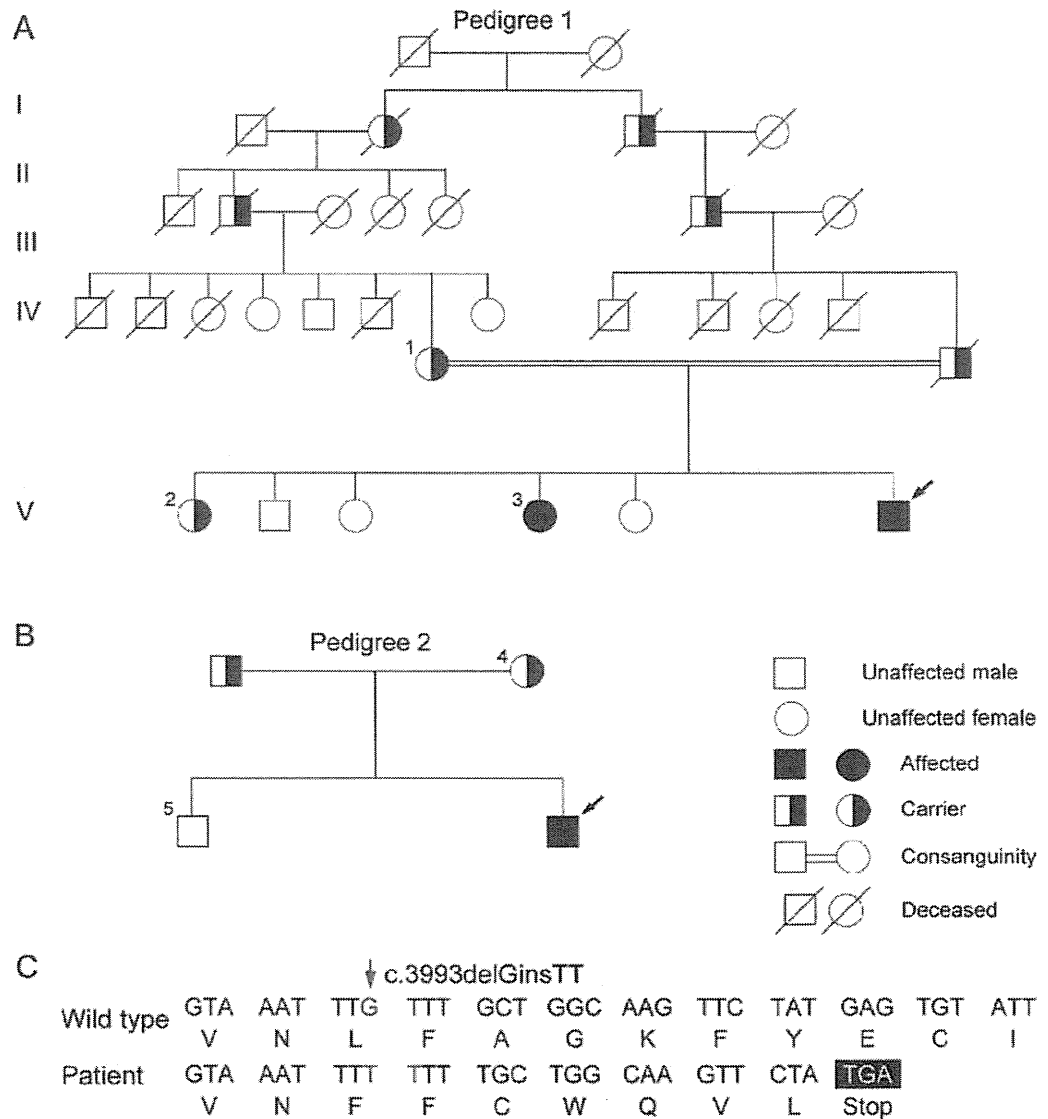 A
Pedigree 1
I
II
III
IV
1
V
2
3
B
Pedigree 2
4
5
Unaffected male
Unaffected female
Affected
Carrier
Consanguinity
Deceased
C
c.3993delGinsTT
Wild type GTA AAT TTG TTT GCT GGC AAG TTC TAT GAG TGT ATT
V N L F A G K F Y E C I
Patient GTA AAT TTT TTT TGC TGG CAA GTT CTA TGA
V N F F C W Q V L Stop